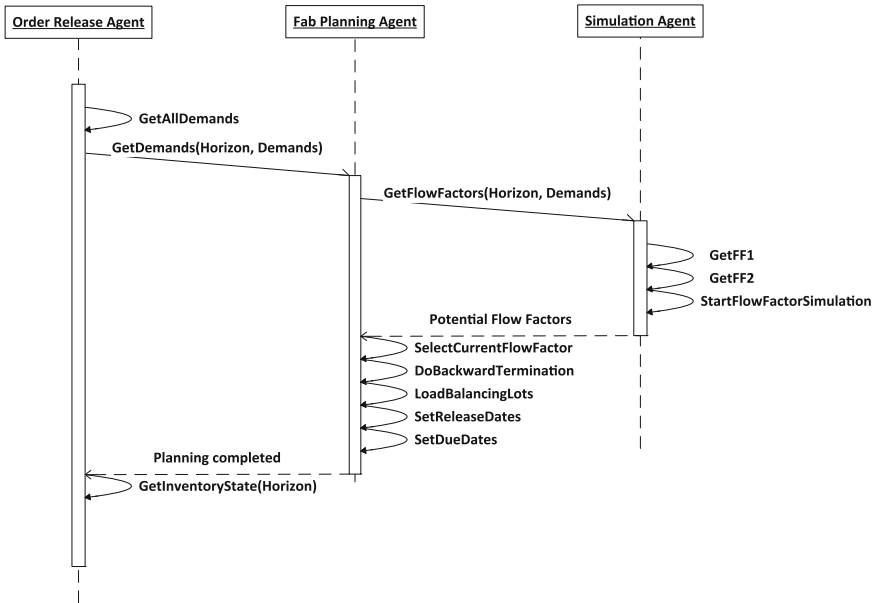 Order Release Agent
Fab Planning Agent
Simulation Agent
GetAllDemands
GetDemands(Horizon, Demands)
GetFlowFactors(Horizon, Demands)
GetFF1
GetFF2
StartFlowFactorSimulation
Potential Flow Factors
SelectCurrentFlowFactor
DoBackwardTermination
LoadBalancingLots
SetReleaseDates
SetDueDates
Planning completed
GetInventoryState(Horizon)